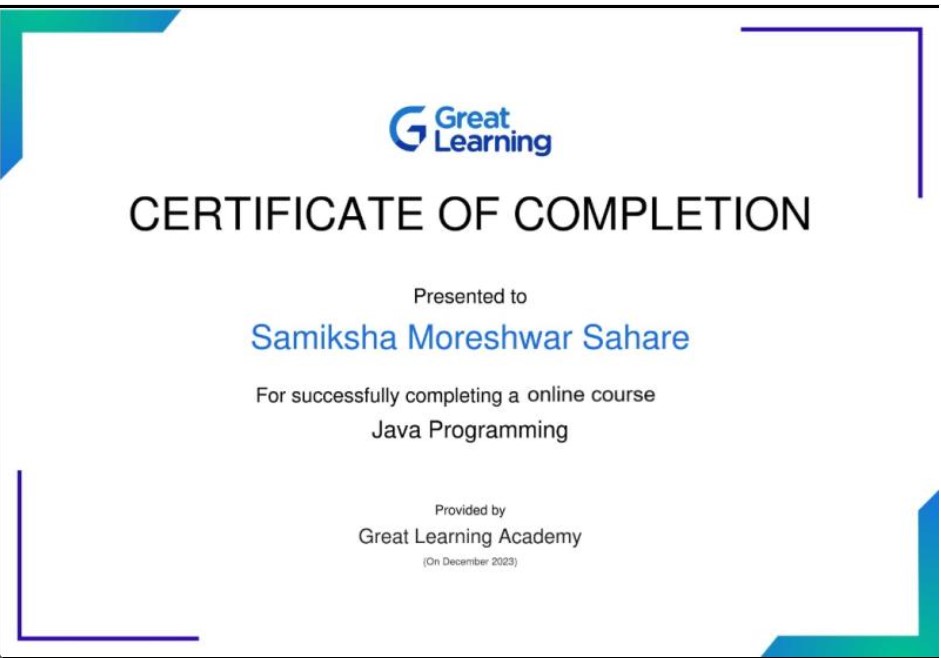 Great
Learning
CERTIFICATE OF COMPLETION
Presented to
Samiksha Moreshwar Sahare
For successfully completing a online course
Java Programming
Provided by
Great Learning Academy
(On December 2023)